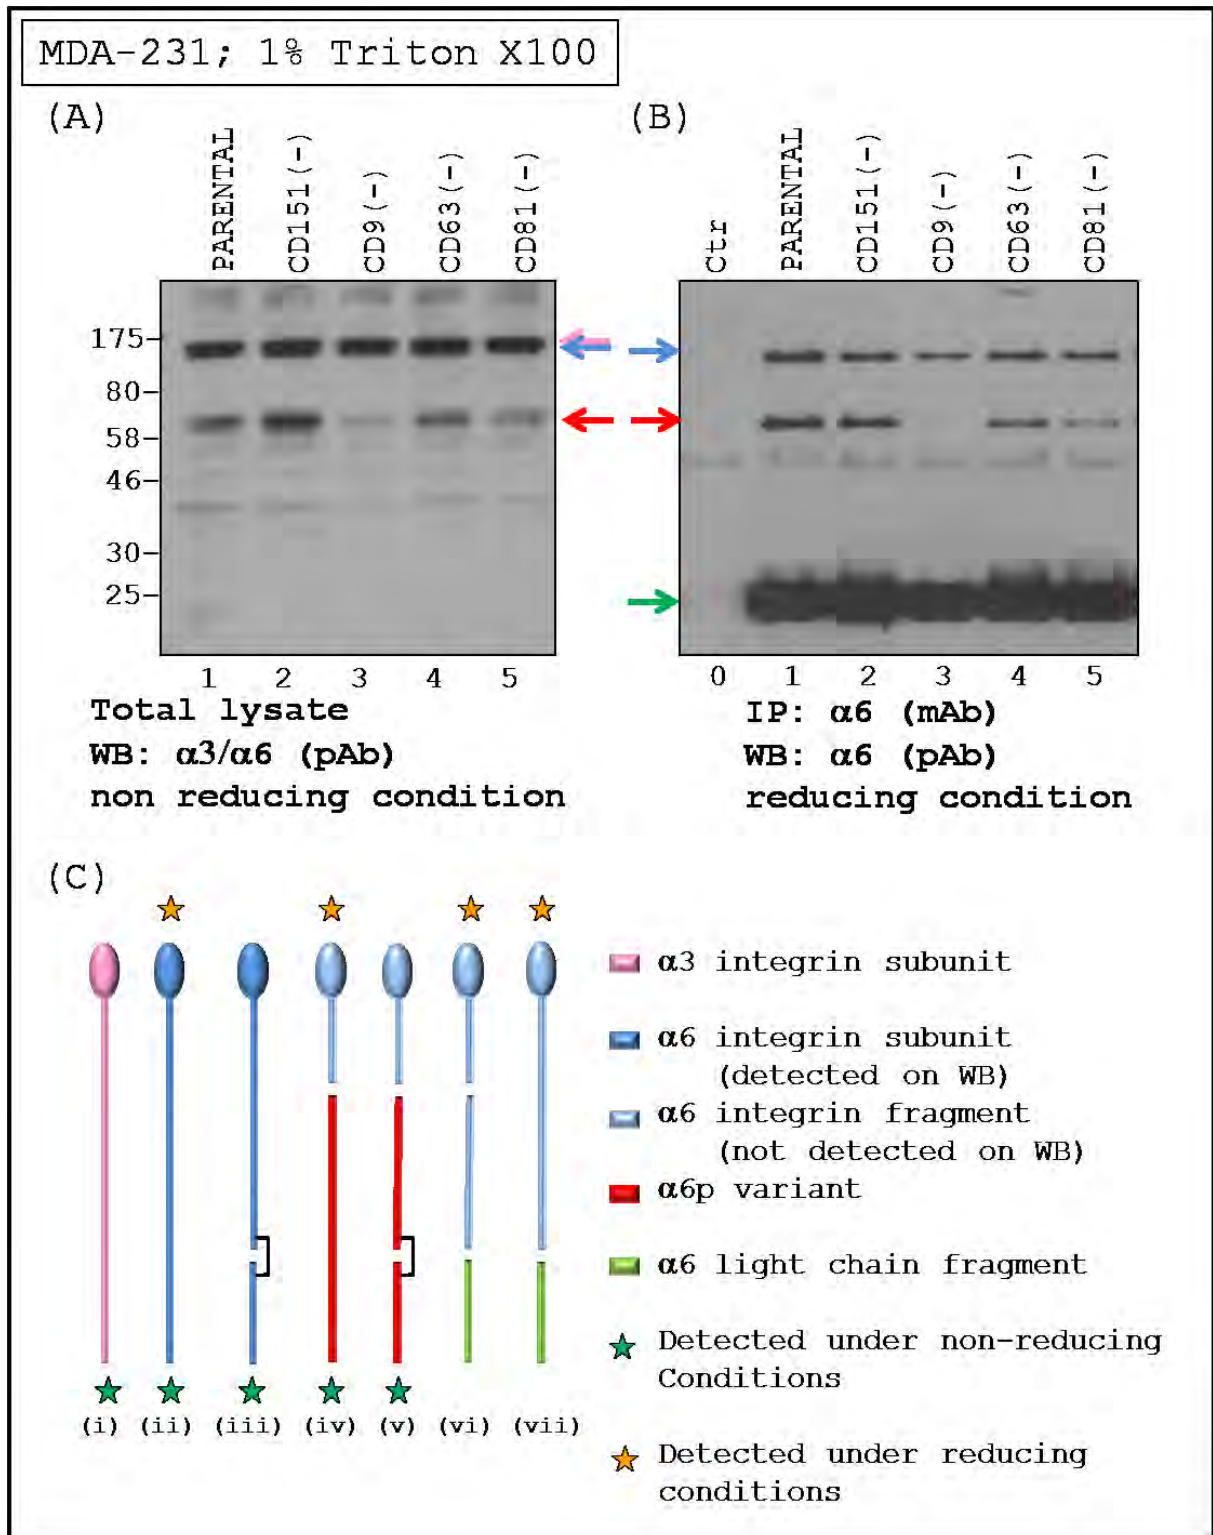 MDA-231; 1% Triton X100
(A)
PARENTAL
CD151(-)
CD9(-)
CD63(-)
CD81(-)
175-
80-
58-
46-
30-
25-
1 2 3 4 5
Total lysate
WB: α3/α6 (pAb)
non reducing condition
(B)
Ctr
PARENTAL
CD151(-)
CD9(-)
CD63(-)
CD81(-)
0 1 2 3 4 5
IP: α6 (mAb)
WB: α6 (pAb)
reducing condition
(C)
(i) (ii) (iii) (iv) (v) (vi) (vii)
α3 integrin subunit
α6 integrin subunit
(detected on WB)
α6 integrin fragment
(not detected on WB)
α6p variant
α6 light chain fragment
Detected under non-reducing
Conditions
Detected under reducing
conditions